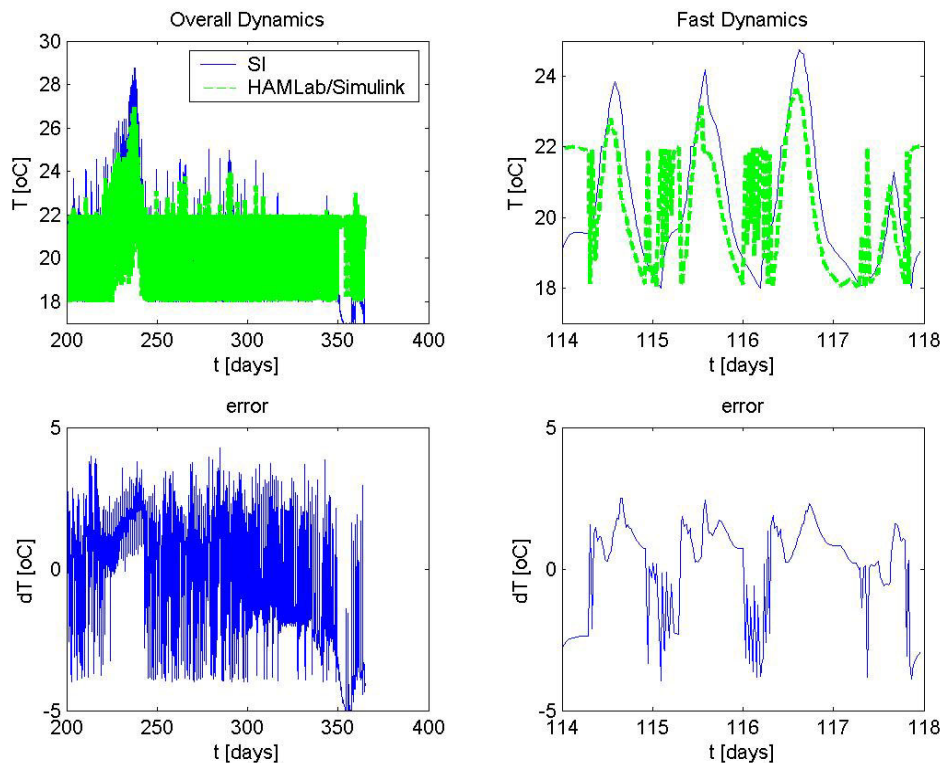 Overall Dynamics
30
28
26
24
22
20
18
T [oC]
SI
HAMLab/Simulink
200 250 300 350 400
t [days]
Fast Dynamics
24
22
20
18
T [oC]
114 115 116 117 118
t [days]
error
5
0
-5
dT [oC]
200 250 300 350 400
t [days]
error
5
0
-5
dT [oC]
114 115 116 117 118
t [days]